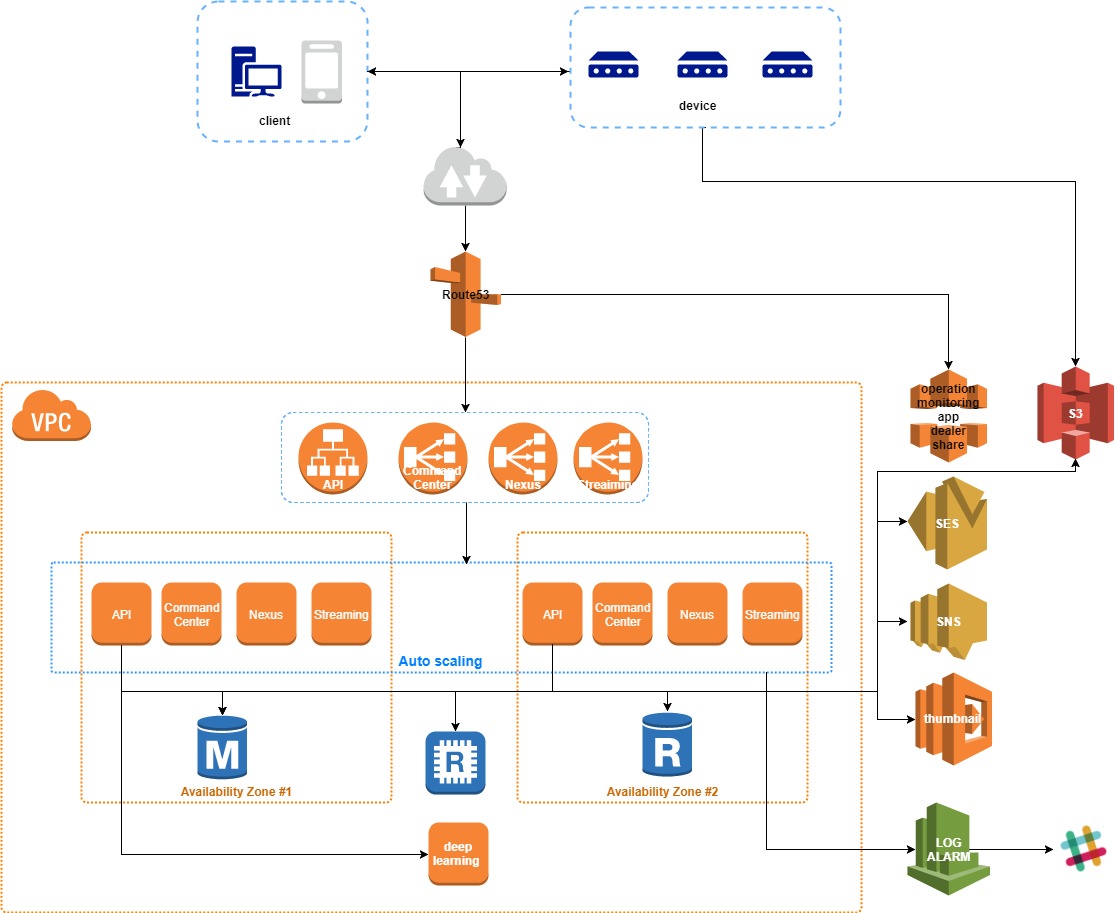 client
device
Route53
operation
monitoring
app
dealer
share
S3
VPC
API
Command
Center
Nexus
Streaiming
SES
API
Command
Center
Nexus
Streaming
API
Command
Center
Nexus
Streaming
SNS
Auto scaling
thumbnail
M
R
R
Availability Zone #1
Availability Zone #2
deep
learning
LOG
ALARM